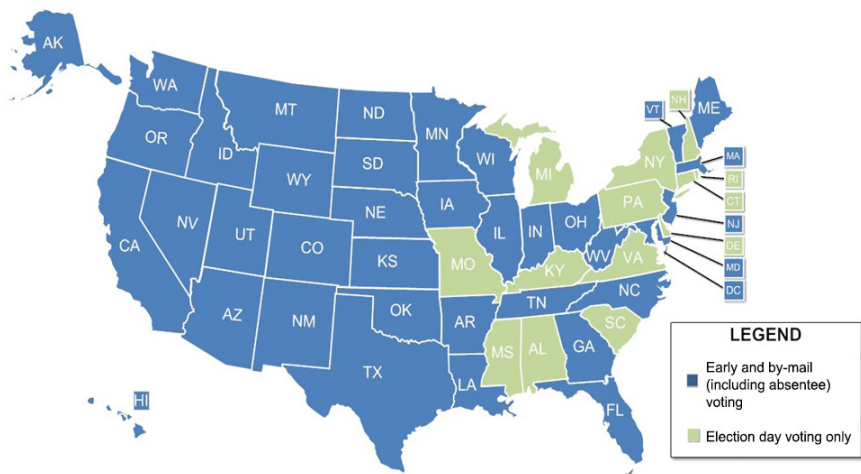 AK
WA
MT
ND
MN
VT
NH
ME
OR
ID
SD
WI
MI
NY
MA
RI
CT
WY
IA
PA
NJ
NE
DE
NV
UT
CO
IL
IN
OH
MD
CA
KS
MO
WV
VA
DC
KY
AZ
NM
OK
AR
TN
NC
SC
MS
AL
GA
TX
LA
FL
HI
LEGEND
Early and by-mail
(including absentee)
voting
Election day voting only